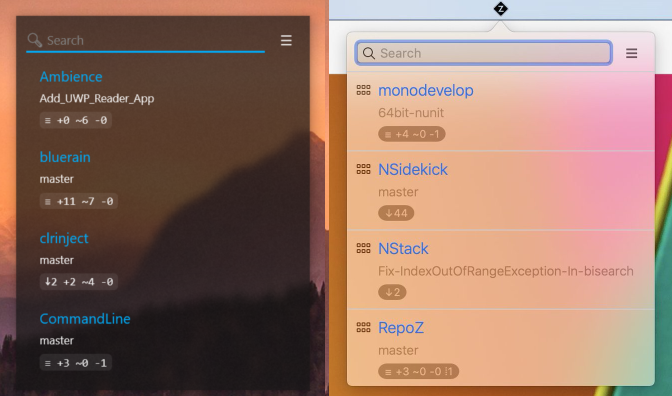 Search
Ambience
Add_UWP_Reader_App
≡ +0 ~6 -0
bluerain
master
≡ +11 ~7 -0
clrinject
master
↓2 +2 ~4 -0
CommandLine
master
≡ +3 ~0 -1
Z
Search
monodevelop
64bit-nunit
≡ +4 ~0 -1
NSidekick
master
↓44
NStack
Fix-IndexOutOfRangeException-In-bisearch
↓2
RepoZ
master
≡ +3 ~0 -0 ⁞1